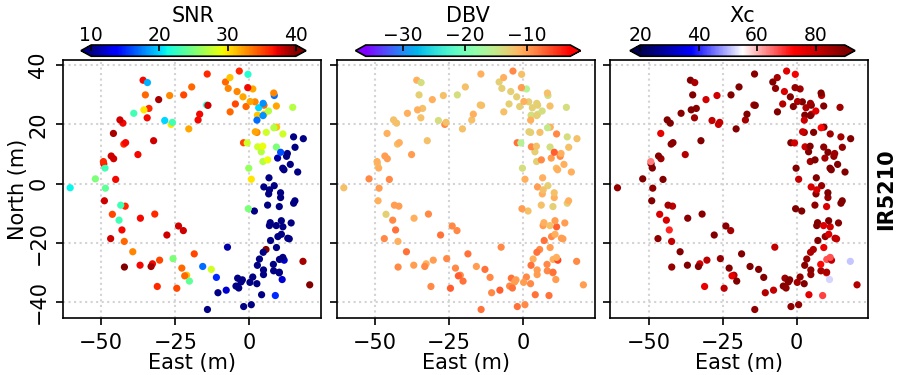 SNR DBV Xc
10 20 30 40 −30 −20 −10 20 40 60 80
40
20
0
−20
−40
North (m)
−50 −25 0 −50 −25 0 −50 −25 0
East (m) East (m) East (m)
IR5210